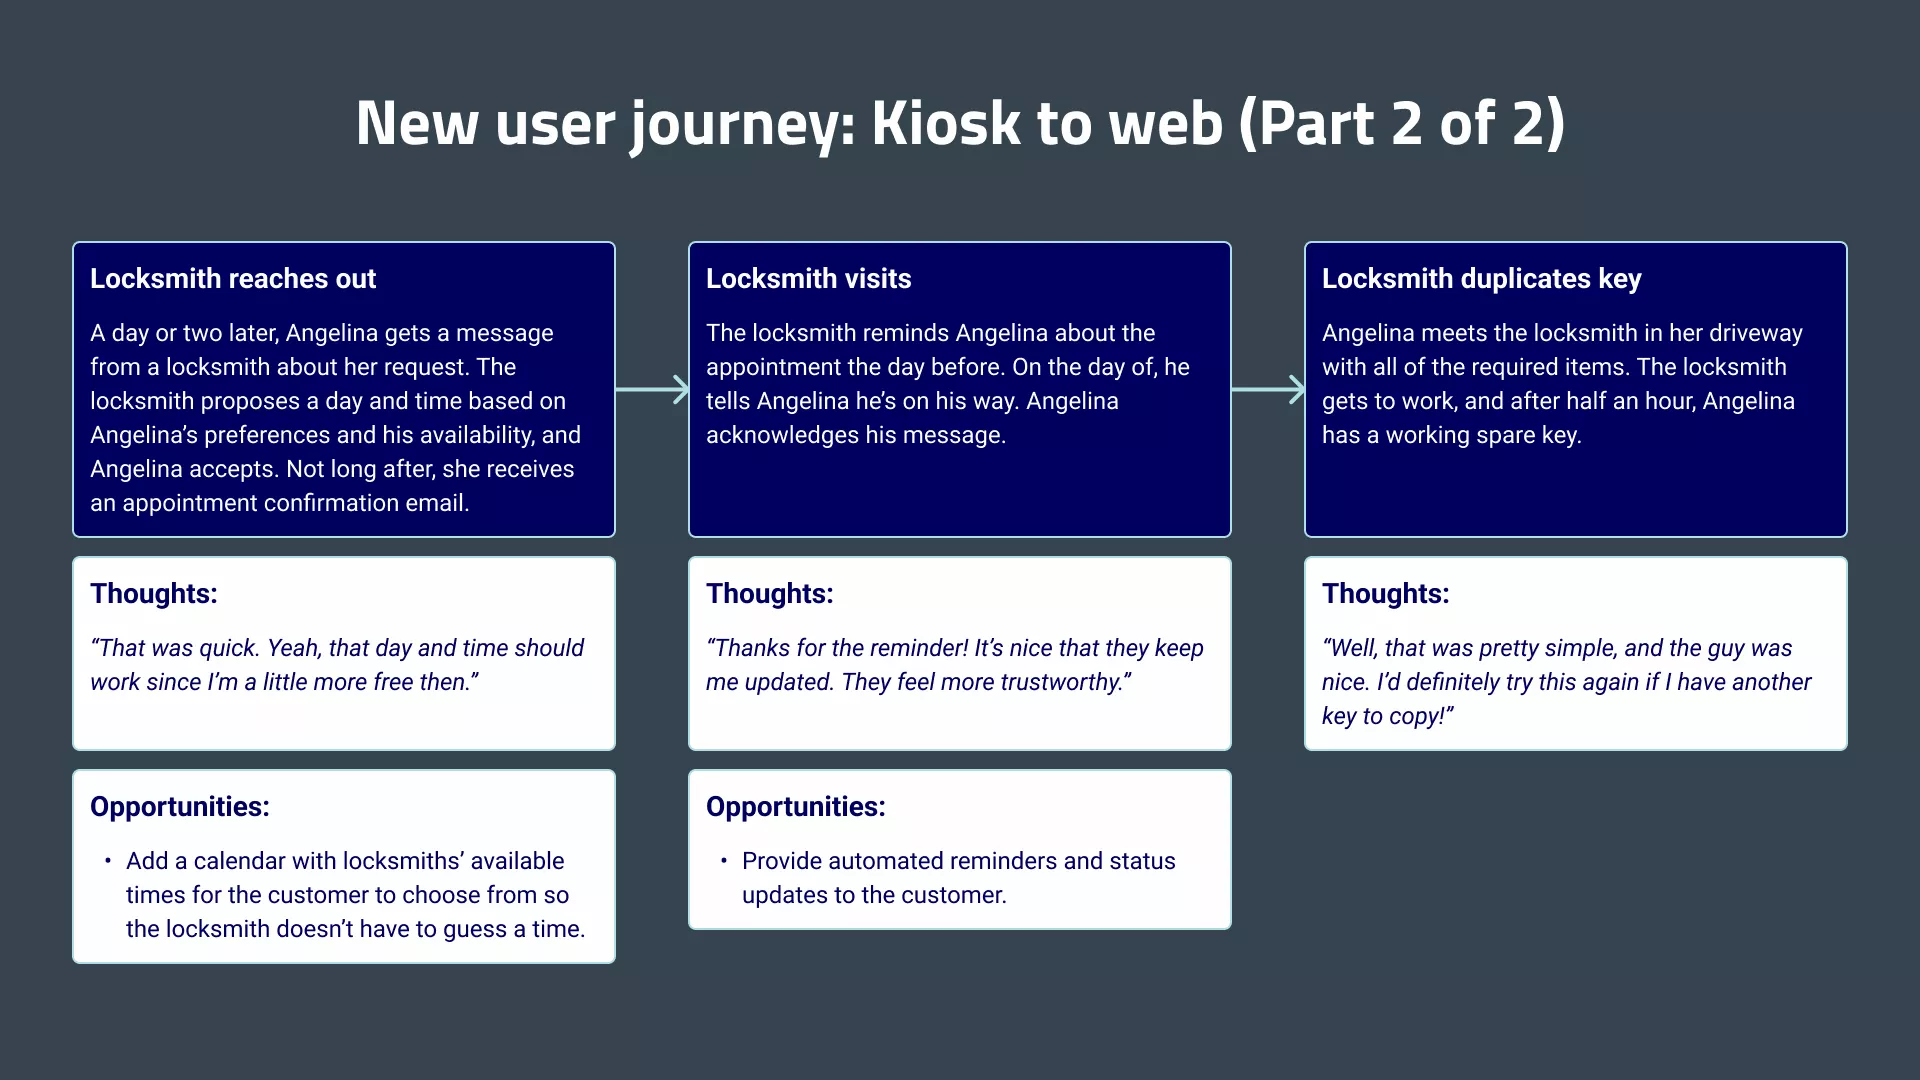 New user journey: Kiosk to web (Part 2 of 2)
Locksmith reaches out
A day or two later, Angelina gets a message
from a locksmith about her request. The
locksmith proposes a day and time based on
Angelina’s preferences and his availability, and
Angelina accepts. Not long after, she receives
an appointment confirmation email.
Thoughts:
“That was quick. Yeah, that day and time should
work since I’m a little more free then.”
Opportunities:
• Add a calendar with locksmiths’ available
times for the customer to choose from so
the locksmith doesn’t have to guess a time.
Locksmith visits
The locksmith reminds Angelina about the
appointment the day before. On the day of, he
tells Angelina he’s on his way. Angelina
acknowledges his message.
Thoughts:
“Thanks for the reminder! It’s nice that they keep
me updated. They feel more trustworthy.”
Opportunities:
• Provide automated reminders and status
updates to the customer.
Locksmith duplicates key
Angelina meets the locksmith in her driveway
with all of the required items. The locksmith
gets to work, and after half an hour, Angelina
has a working spare key.
Thoughts:
“Well, that was pretty simple, and the guy was
nice. I’d definitely try this again if I have another
key to copy!”